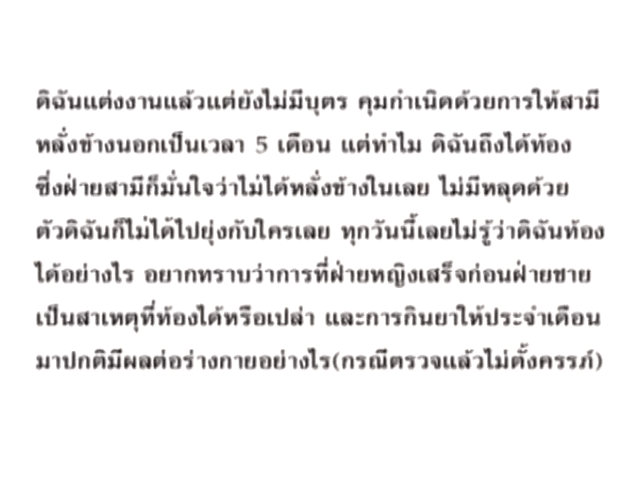 ดิฉันแต่งงานแล้วแต่ยังไม่มีบุตร คุมกำเนิดด้วยการให้สามี
หลั่งข้างนอกเป็นเวลา 5 เดือน แต่ทำไม ดิฉันถึงได้ท้อง
ซึ่งฝ่ายสามีก็มั่นใจว่าไม่ได้หลั่งข้างในเลย ไม่มีหลุดด้วย
ตัวดิฉันก็ไม่ได้ไปยุ่งกับใครเลย ทุกวันนี้เลยไม่รู้ว่าดิฉันท้อง
ได้อย่างไร อยากทราบว่าการที่ฝ่ายหญิงเสร็จก่อนฝ่ายชาย
เป็นสาเหตุที่ท้องได้หรือเปล่า และการกินยาให้ประจำเดือน
มาปกติมีผลต่อร่างกายอย่างไร(กรณีตรวจแล้วไม่ตั้งครรภ์)